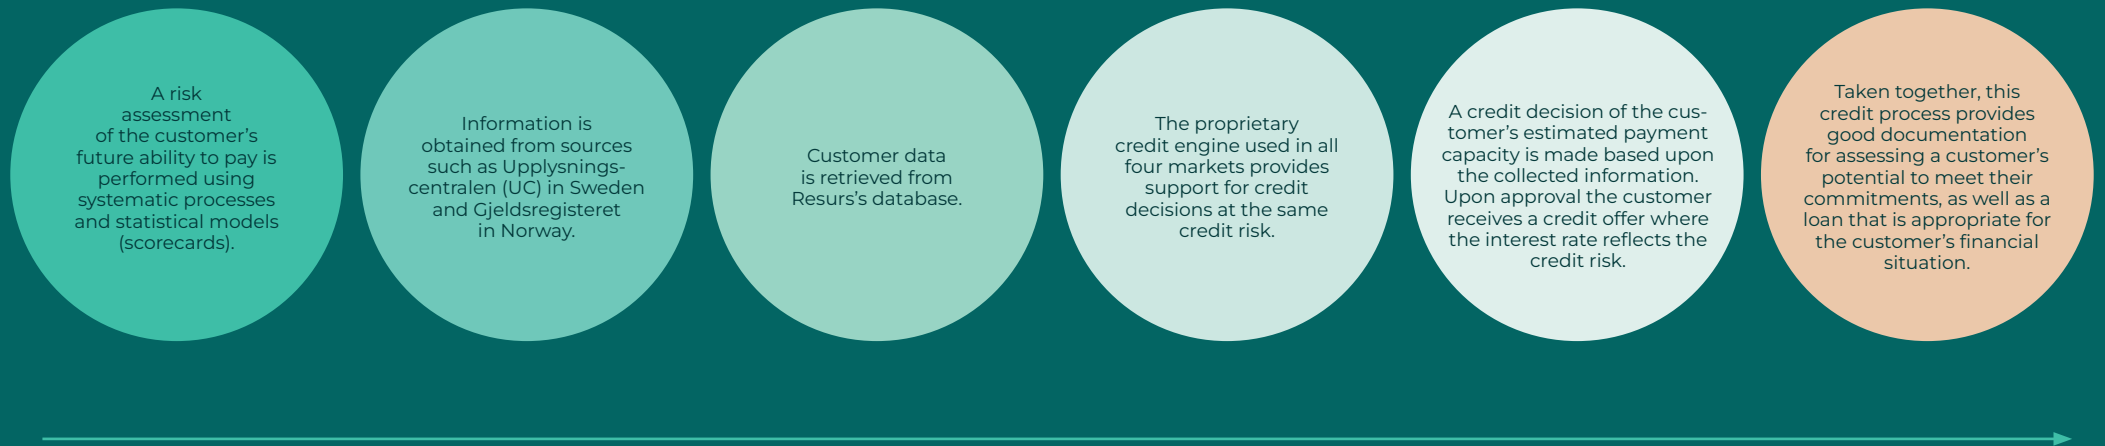 A risk
assessment
of the customer's
future ability to pay is
performed using
systematic processes
and statistical models
(scorecards).
Information is
obtained from sources
such as Upplysnings-
centralen (UC) in Sweden
and Gjeldsregisteret
in Norway.
Customer data
is retrieved from
Resurs's database.
The proprietary
credit engine used in all
four markets provides
support for credit
decisions at the same
credit risk.
A credit decision of the cus-
tomer's estimated payment
capacity is made based upon
the collected information.
Upon approval the customer
receives a credit offer where
the interest rate reflects the
credit risk.
Taken together, this
credit process provides
good documentation
for assessing a customer's
potential to meet their
commitments, as well as a
loan that is appropriate for
the customer's financial
situation.